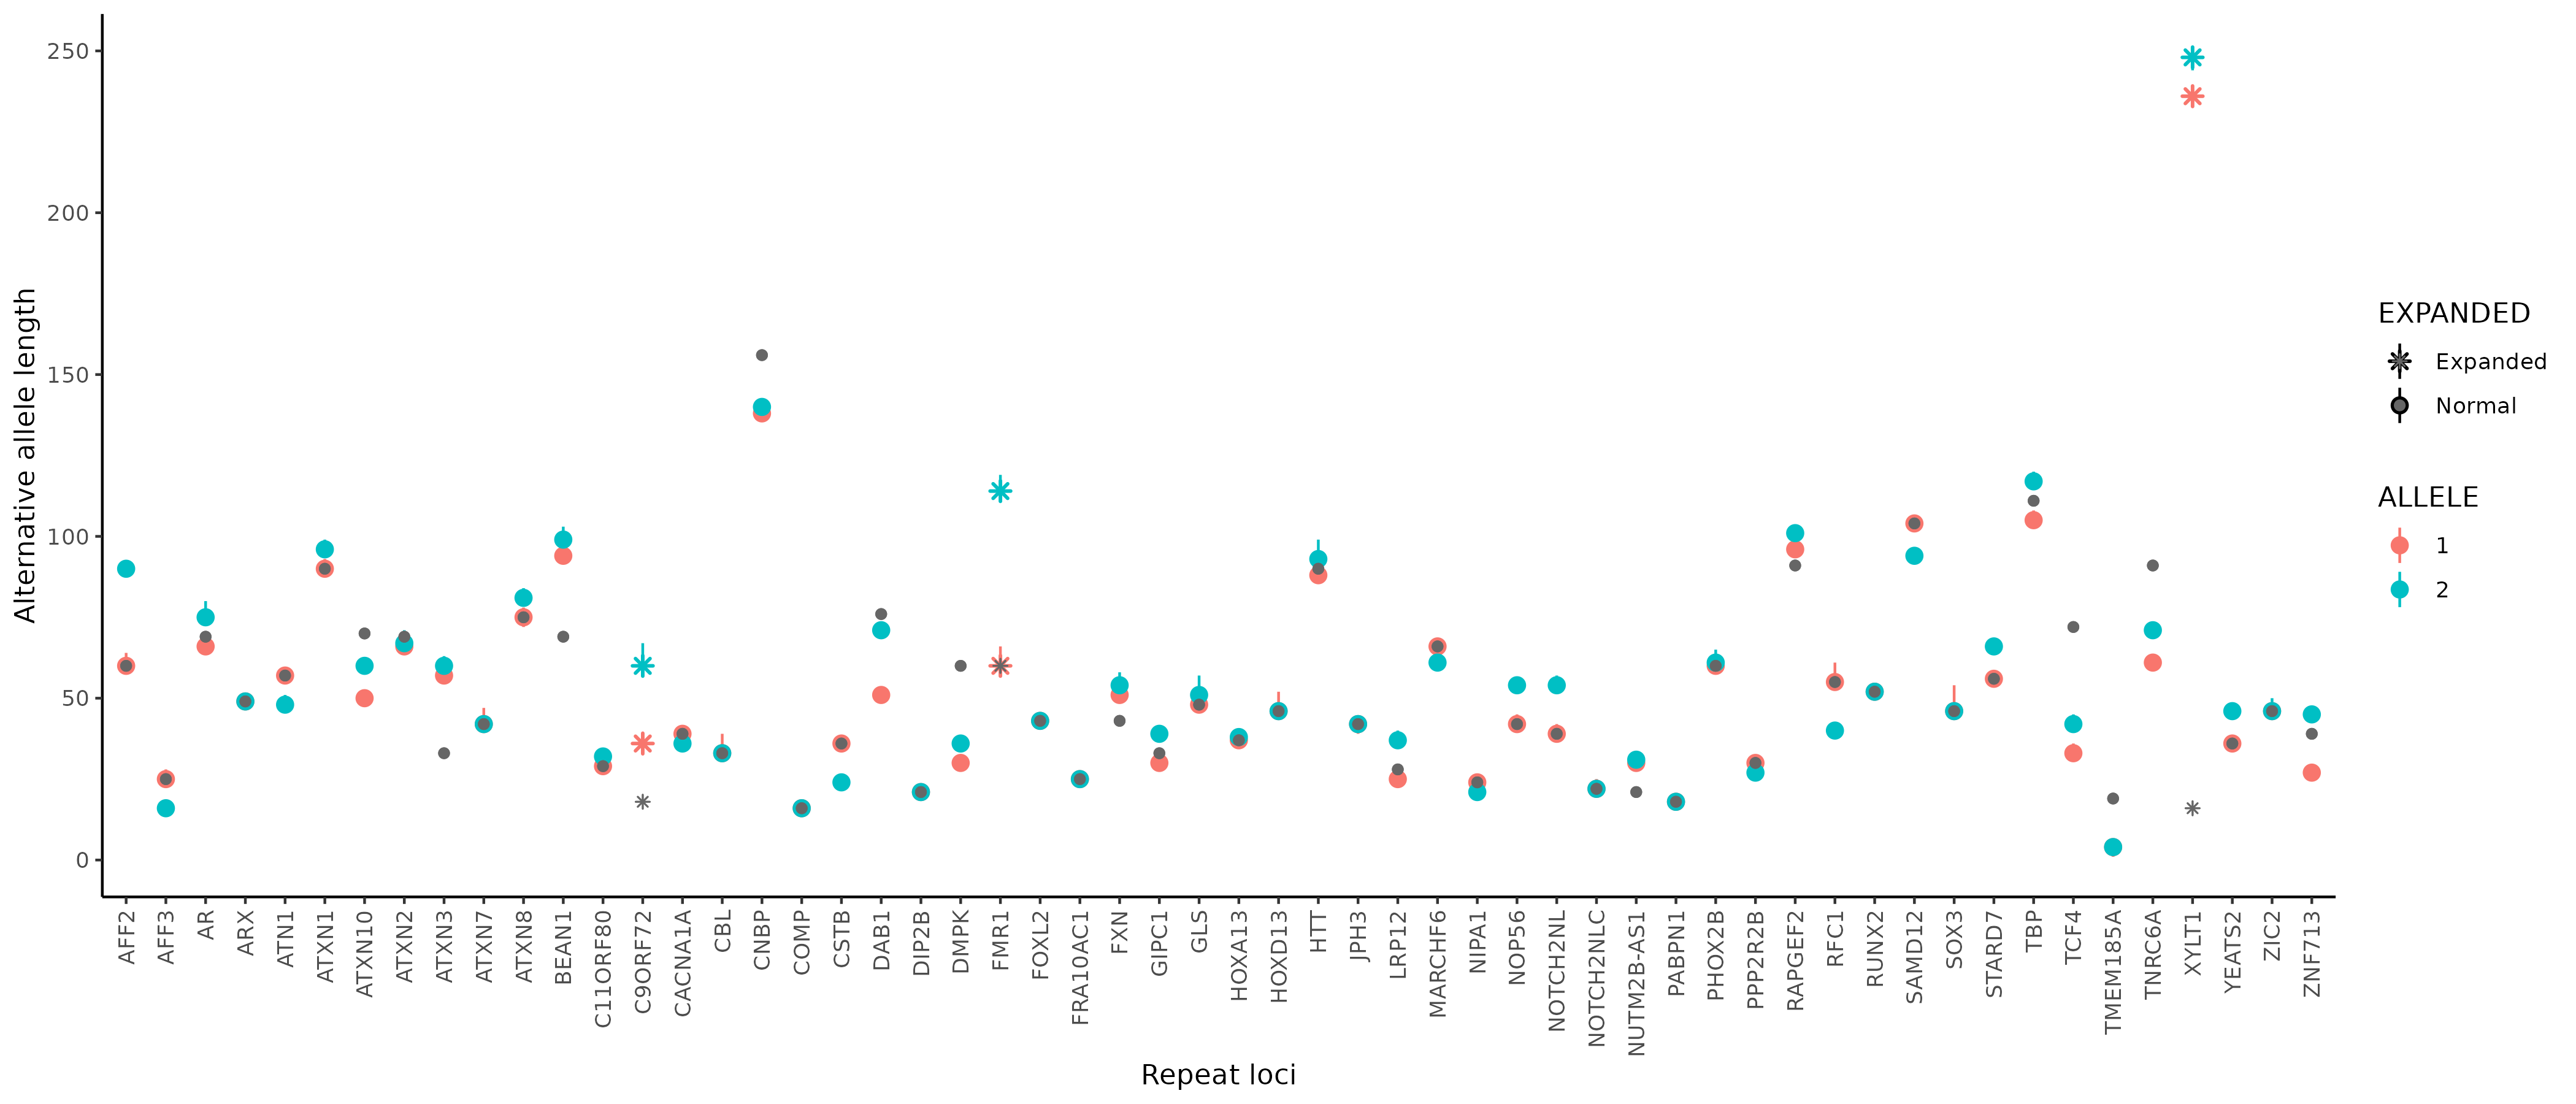 Alternative allele length
250
200
150
100
50
0
AFF2
AFF3
AR
ARX
ATN1
ATXN1
ATXN10
ATXN2
ATXN3
ATXN7
ATXN8
BEAN1
C11ORF80
C9ORF72
CACNA1A
CBL
CNBP
COMP
CSTB
DAB1
DIP2B
DMPK
FMR1
FOXL2
FRA10AC1
FXN
GIPC1
GLS
HOXA13
HOXD13
HTT
JPH3
LRP12
MARCHF6
NIPA1
NOP56
NOTCH2NL
NOTCH2NLC
NUTM2B-AS1
PABPN1
PHOX2B
PPP2R2B
RAPGEF2
RFC1
RUNX2
SAMD12
SOX3
STARD7
TBP
TCF4
TMEM185A
TNRC6A
XYLT1
YEATS2
ZIC2
ZNF713
Repeat loci
EXPANDED
Expanded
Normal
ALLELE
1
2